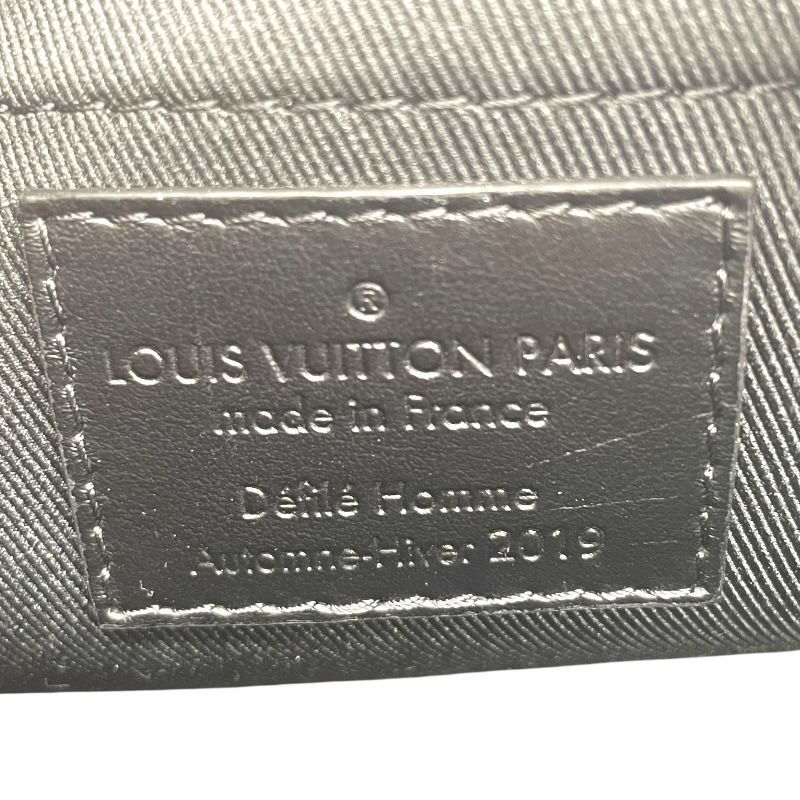 ®
LOUIS VUITTON PARIS
made in France
Défilé Homme
Automne-Hiver 2019